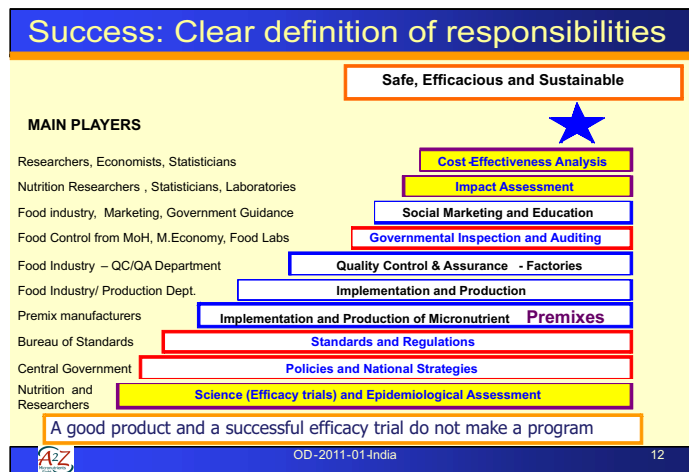 Success: Clear definition of responsibilities
Safe, Efficacious and Sustainable
MAIN PLAYERS
Researchers, Economists, Statisticians Cost-Effectiveness Analysis
Nutrition Researchers , Statisticians, Laboratories Impact Assessment
Food industry, Marketing, Government Guidance Social Marketing and Education
Food Control from MoH, M.Economy, Food Labs Governmental Inspection and Auditing
Food Industry – QC/QA Department Quality Control & Assurance - Factories
Food Industry/ Production Dept. Implementation and Production
Premix manufacturers Implementation and Production of Micronutrient Premixes
Bureau of Standards Standards and Regulations
Central Government Policies and National Strategies
Nutrition and
Researchers Science (Efficacy trials) and Epidemiological Assessment
A good product and a successful efficacy trial do not make a program
A2Z OD-2011-01-India 12